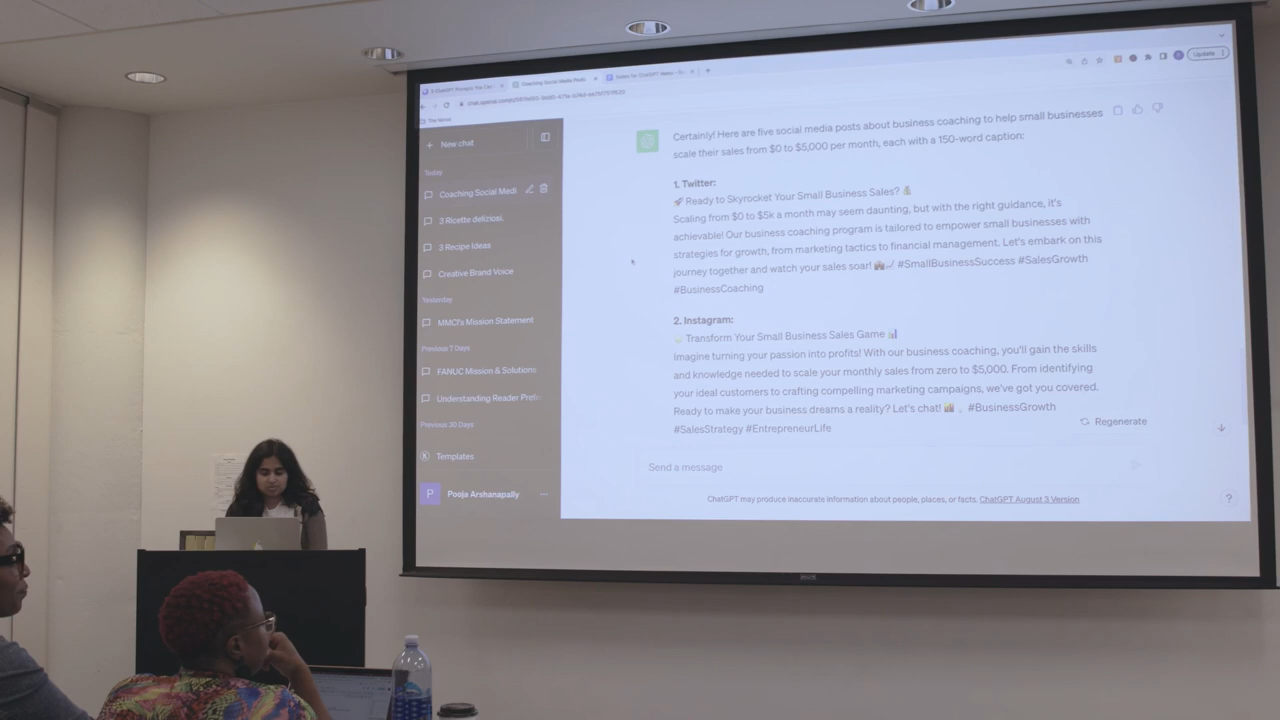 Coaching Social Media Posts
Update
New chat
Today
Coaching Social Medi
3 Ricette deliziosi.
3 Recipe Ideas
Creative Brand Voice
Yesterday
MMCI's Mission Statement
Previous 7 Days
FANUC Mission & Solutions
Understanding Reader Prefe
Previous 30 Days
Templates
P
Pooja Arshanapally
Certainly! Here are five social media posts about business coaching to help small businesses
scale their sales from $0 to $5,000 per month, each with a 150-word caption:
1. Twitter:
🚀 Ready to Skyrocket Your Small Business Sales? 💰
Scaling from $0 to $5k a month may seem daunting, but with the right guidance, it's
achievable! Our business coaching program is tailored to empower small businesses with
strategies for growth, from marketing tactics to financial management. Let's embark on this
journey together and watch your sales soar! #SmallBusinessSuccess #SalesGrowth
#BusinessCoaching
2. Instagram:
Transform Your Small Business Sales Game 📊
Imagine turning your passion into profits! With our business coaching, you'll gain the skills
and knowledge needed to scale your monthly sales from zero to $5,000. From identifying
your ideal customers to crafting compelling marketing campaigns, we've got you covered.
Ready to make your business dreams a reality? Let's chat! #BusinessGrowth
#SalesStrategy #EntrepreneurLife
Regenerate
Send a message
ChatGPT may produce inaccurate information about people, places, or facts. ChatGPT August 3 Version
?